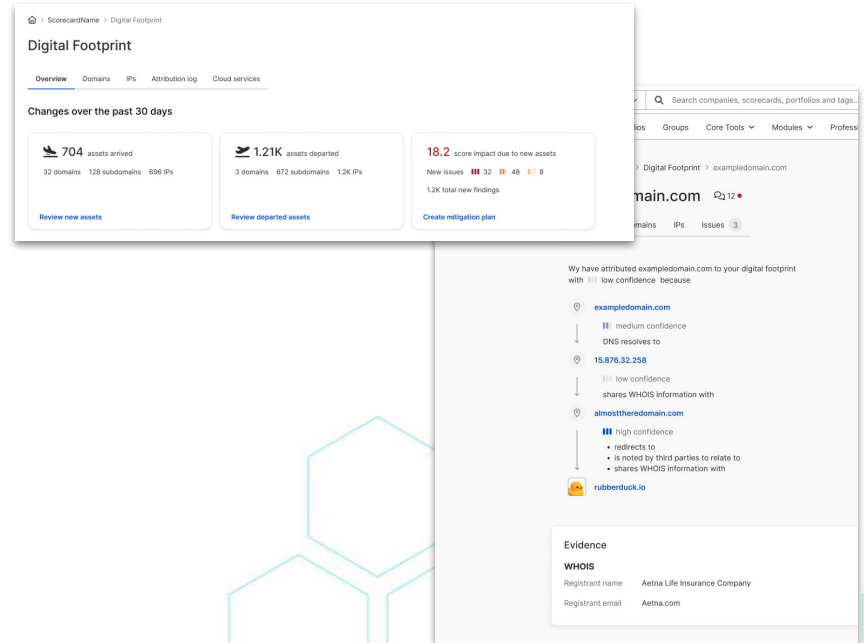 ScorecardName > Digital Footprint
Digital Footprint
Overview Domains IPs Attribution log Cloud services
Changes over the past 30 days
704 assets arrived
32 domains 128 subdomains 696 IPs
Review new assets
1.21K assets departed
3 domains 672 subdomains 1.2K IPs
Review departed assets
18.2 score impact due to new assets
New issues 32 48 8
1.2K total new findings
Create mitigation plan
Search companies, scorecards, portfolios and tags..
Groups Core Tools Modules
> Digital Footprint > exampledomain.com
main.com 12
IPs Issues 3
Wy have attributed exampledomain.com to your digital footprint
with low confidence because
exampledomain.com
medium confidence
DNS resolves to
15.876.32.258
low confidence
shares WHOIS information with
almosttheredomain.com
high confidence
• redirects to
• is noted by third parties to relate to
• shares WHOIS information with
rubberduck.io
Evidence
WHOIS
Registrant name Aetna Life Insurance Company
Registrant email Aetna.com